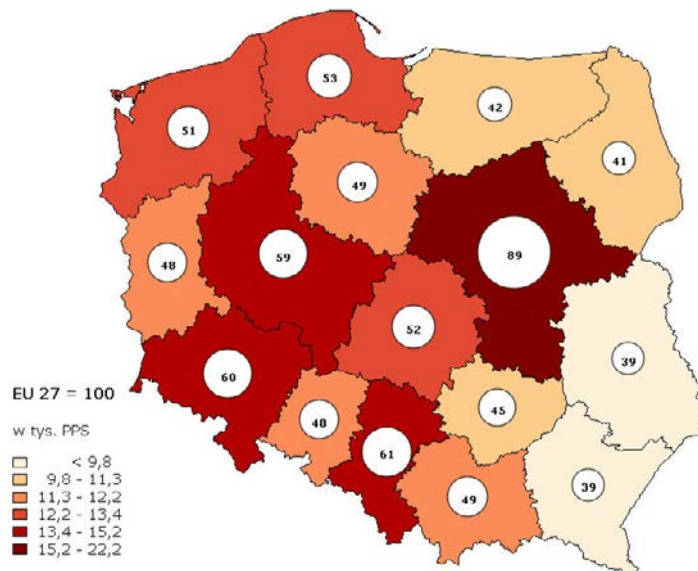 53
51
42
41
49
48
59
89
52
39
60
48
45
61
49
39
EU 27 = 100
w tys. PPS
< 9,8
9,8 - 11,3
11,3 - 12,2
12,2 - 13,4
13,4 - 15,2
15,2 - 22,2